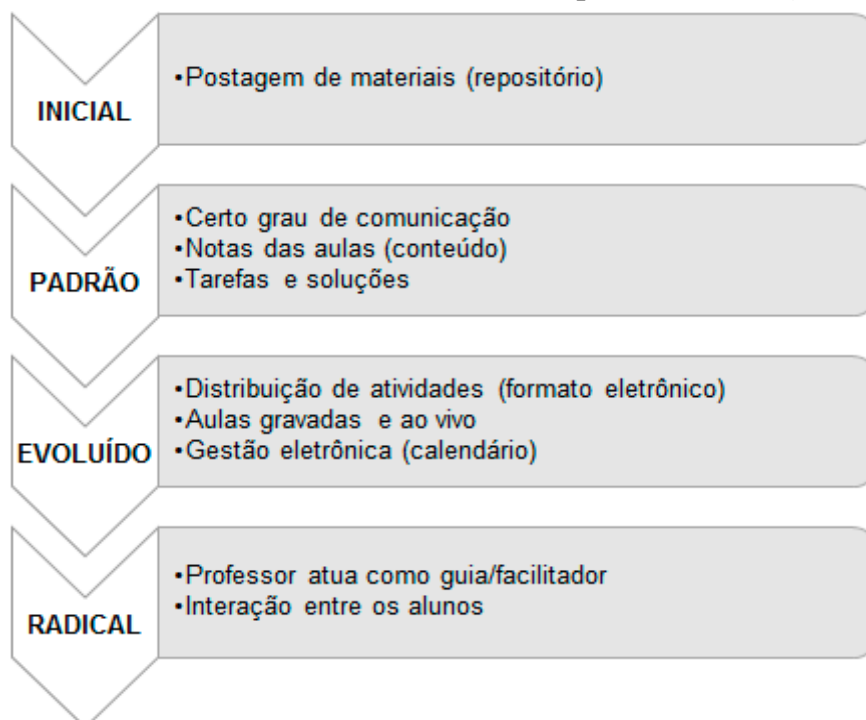 INICIAL
•Postagem de materiais (repositório)
PADRÃO
•Certo grau de comunicação
•Notas das aulas (conteúdo)
•Tarefas e soluções
EVOLUÍDO
•Distribuição de atividades (formato eletrônico)
•Aulas gravadas e ao vivo
•Gestão eletrônica (calendário)
RADICAL
•Professor atua como guia/facilitador
•Interação entre os alunos